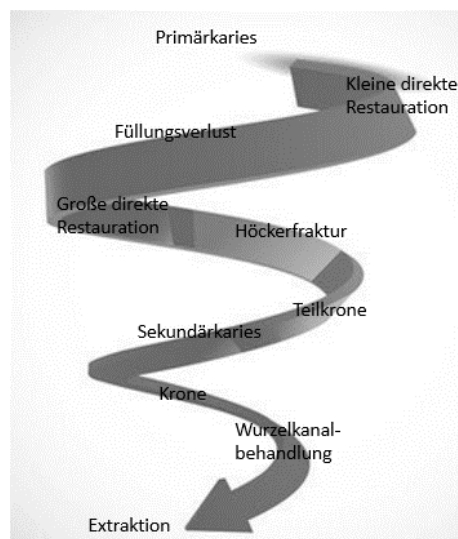 Primärkaries
Kleine direkte
Restauration
Füllungsverlust
Große direkte
Restauration
Höckerfraktur
Teilkrone
Sekundärkaries
Krone
Wurzelkanal-
behandlung
Extraktion